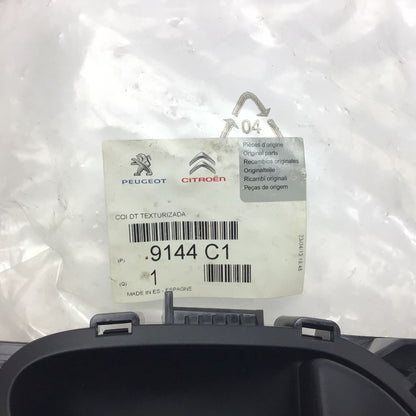 04
PEUGEOT
CITROËN
Pièces d'origine
Original parts
Recambios originales
Originalteile
Ricambi originali
Peças de origem
COI DT TEXTURIZADA
(P) 9144 C1
(Q) 1
MADE IN ES - ESPAGNE